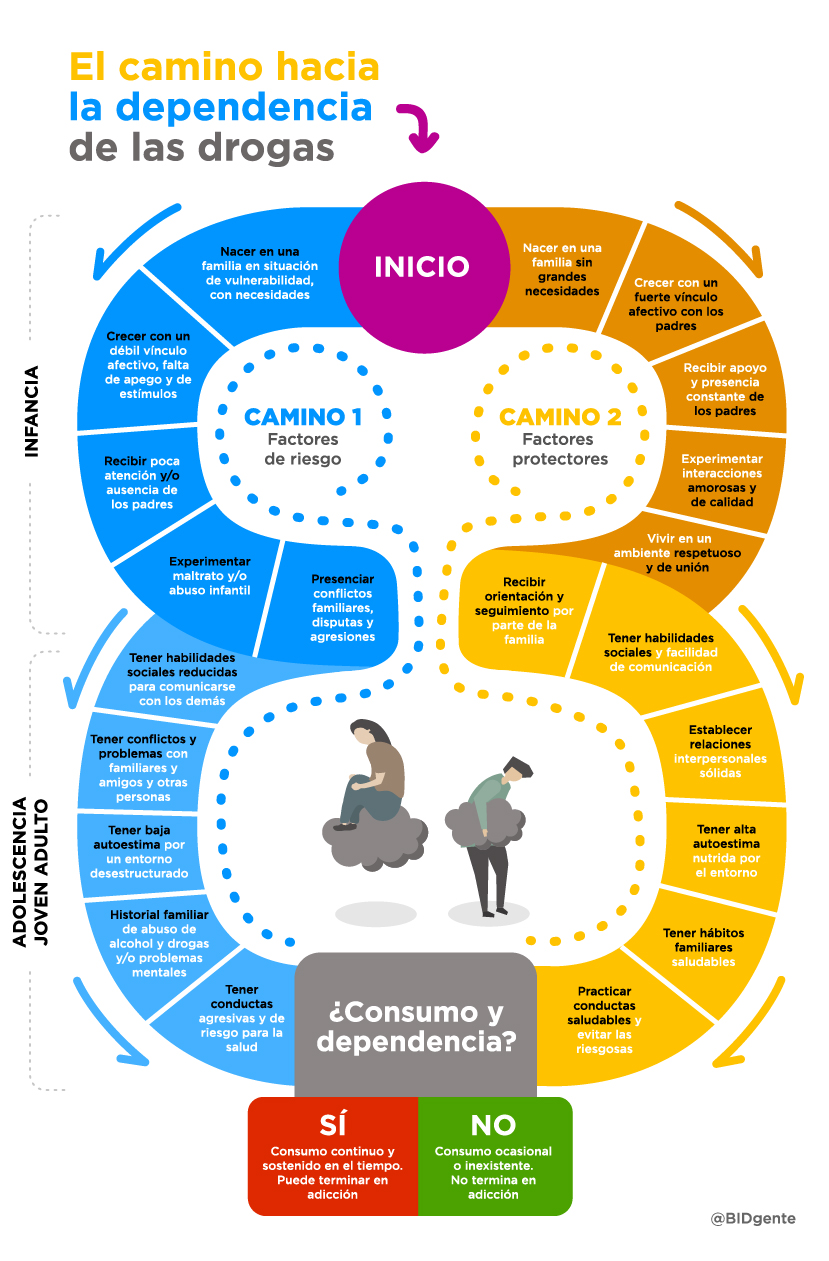 El camino hacia
la dependencia
de las drogas
INICIO
INFANCIA
CAMINO 1
Factores
de riesgo
Nacer en una
familia en situación
de vulnerabilidad,
con necesidades
Crecer con un
débil vínculo
afectivo, falta
de apego y de
estímulos
Recibir poca
atención y/o
ausencia de
los padres
Experimentar
maltrato y/o
abuso infantil
Presenciar
conflictos
familiares,
disputas y
agresiones
CAMINO 2
Factores
protectores
Nacer en una
familia sin
grandes
necesidades
Crecer con un
fuerte vínculo
afectivo con los
padres
Recibir apoyo
y presencia
constante de
los padres
Experimentar
interacciones
amorosas y
de calidad
Vivir en un
ambiente respetuoso
y de unión
Recibir
orientación y
seguimiento por
parte de la
familia
ADOLESCENCIA
JOVEN ADULTO
Tener habilidades
sociales reducidas
para comunicarse
con los demás
Tener conflictos y
problemas con
familiares y
amigos y otras
personas
Tener baja
autoestima por
un entorno
desestructurado
Historial familiar
de abuso de
alcohol y drogas
y/o problemas
mentales
Tener
conductas
agresivas y de
riesgo para la
salud
Tener habilidades
sociales y facilidad
de comunicación
Establecer
relaciones
interpersonales
sólidas
Tener alta
autoestima
nutrida por
el entorno
Tener hábitos
familiares
saludables
Practicar
conductas
saludables y
evitar las
riesgosas
¿Consumo y
dependencia?
SÍ
Consumo continuo y
sostenido en el tiempo.
Puede terminar en
adicción
NO
Consumo ocasional
o inexistente.
No termina en
adicción
@BIDgente